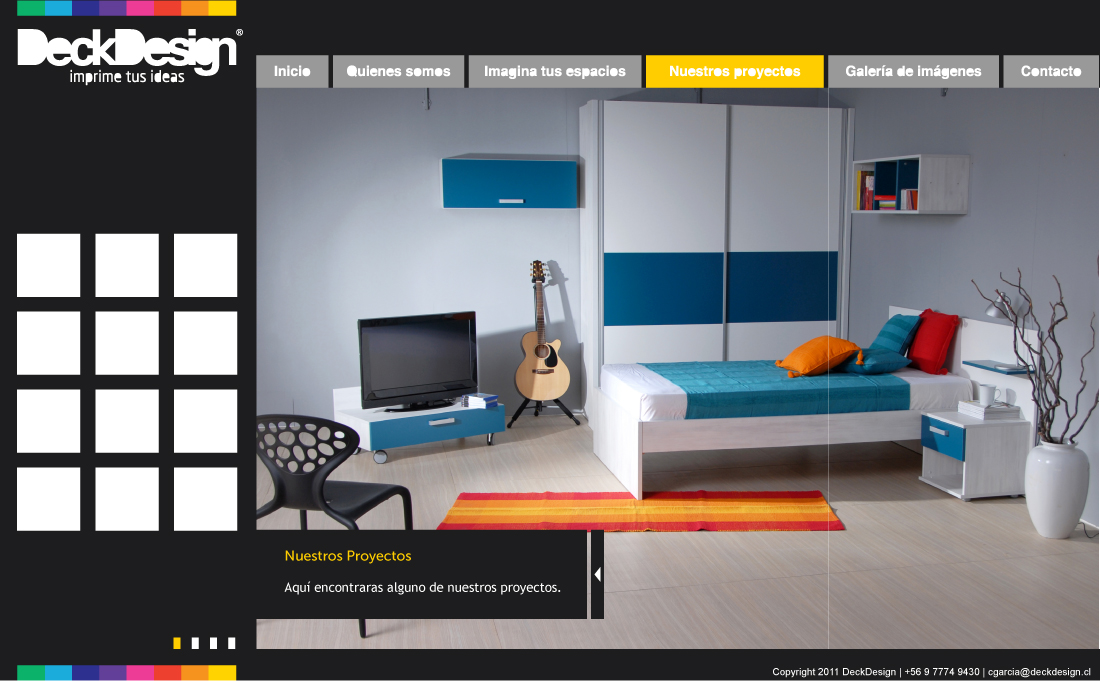 DeckDesign®
imprime tus ideas
Inicio
Quienes somos
Imagina tus espacios
Nuestros proyectos
Galería de imágenes
Contacto
Nuestros Proyectos
Aquí encontraras alguno de nuestros proyectos.
Copyright 2011 DeckDesign | +56 9 7774 9430 | cgarcia@deckdesign.cl